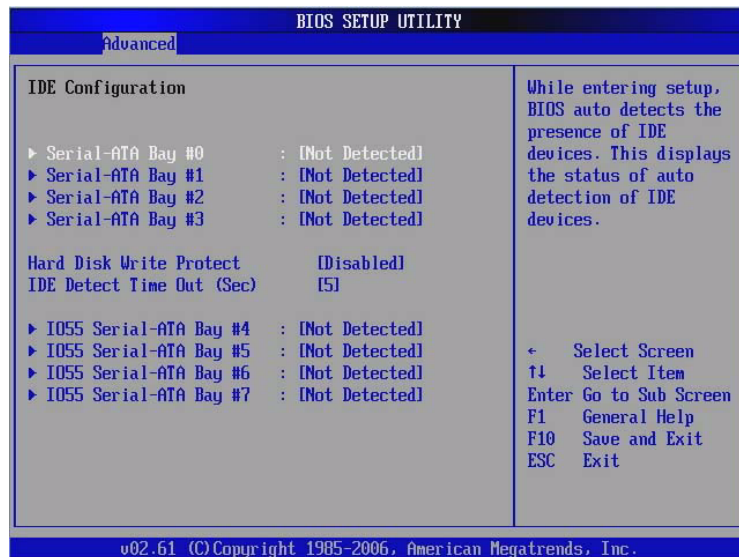 BIOS SETUP UTILITY
Advanced
IDE Configuration
▶ Serial-ATA Bay #0 : [Not Detected]
▶ Serial-ATA Bay #1 : [Not Detected]
▶ Serial-ATA Bay #2 : [Not Detected]
▶ Serial-ATA Bay #3 : [Not Detected]
Hard Disk Write Protect [Disabled]
IDE Detect Time Out (Sec) [5]
▶ IO55 Serial-ATA Bay #4 : [Not Detected]
▶ IO55 Serial-ATA Bay #5 : [Not Detected]
▶ IO55 Serial-ATA Bay #6 : [Not Detected]
▶ IO55 Serial-ATA Bay #7 : [Not Detected]
While entering setup,
BIOS auto detects the
presence of IDE
devices. This displays
the status of auto
detection of IDE
devices.
← Select Screen
↑↓ Select Item
Enter Go to Sub Screen
F1 General Help
F10 Save and Exit
ESC Exit
v02.61 (C)Copyright 1985-2006, American Megatrends, Inc.